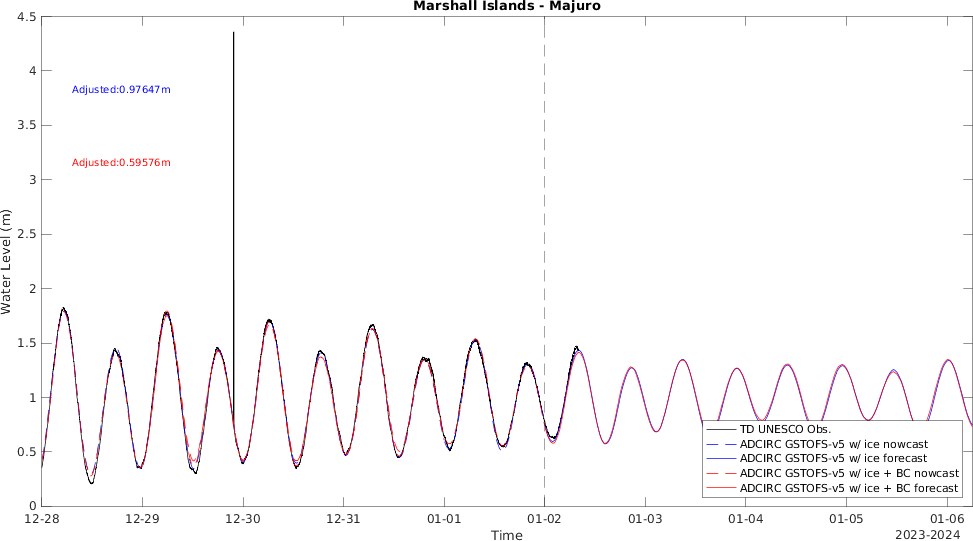 Marshall Islands - Majuro
4.5
4
3.5
3
2.5
2
1.5
1
0.5
0
Water Level (m)
Adjusted:0.97647m
Adjusted:0.59576m
TD UNESCO Obs.
ADCIRC GSTOFS-v5 w/ ice nowcast
ADCIRC GSTOFS-v5 w/ ice forecast
ADCIRC GSTOFS-v5 w/ ice + BC nowcast
ADCIRC GSTOFS-v5 w/ ice + BC forecast
12-28 12-29 12-30 12-31 01-01 01-02 01-03 01-04 01-05 01-06
Time
2023-2024